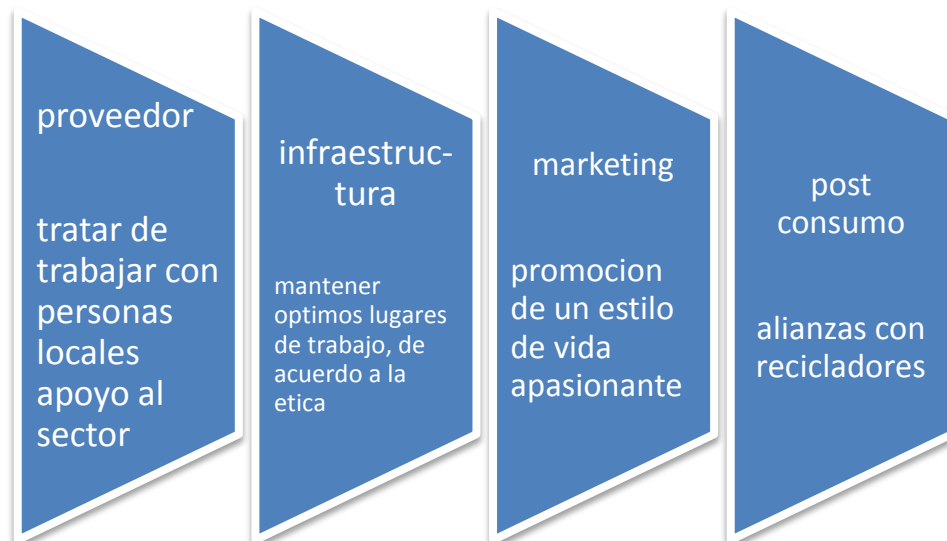 proveedor
tratar de
trabajar con
personas
locales
apoyo al
sector
infraestruc-
tura
mantener
optimos lugares
de trabajo, de
acuerdo a la
etica
marketing
promocion
de un estilo
de vida
apasionante
post
consumo
alianzas con
recicladores